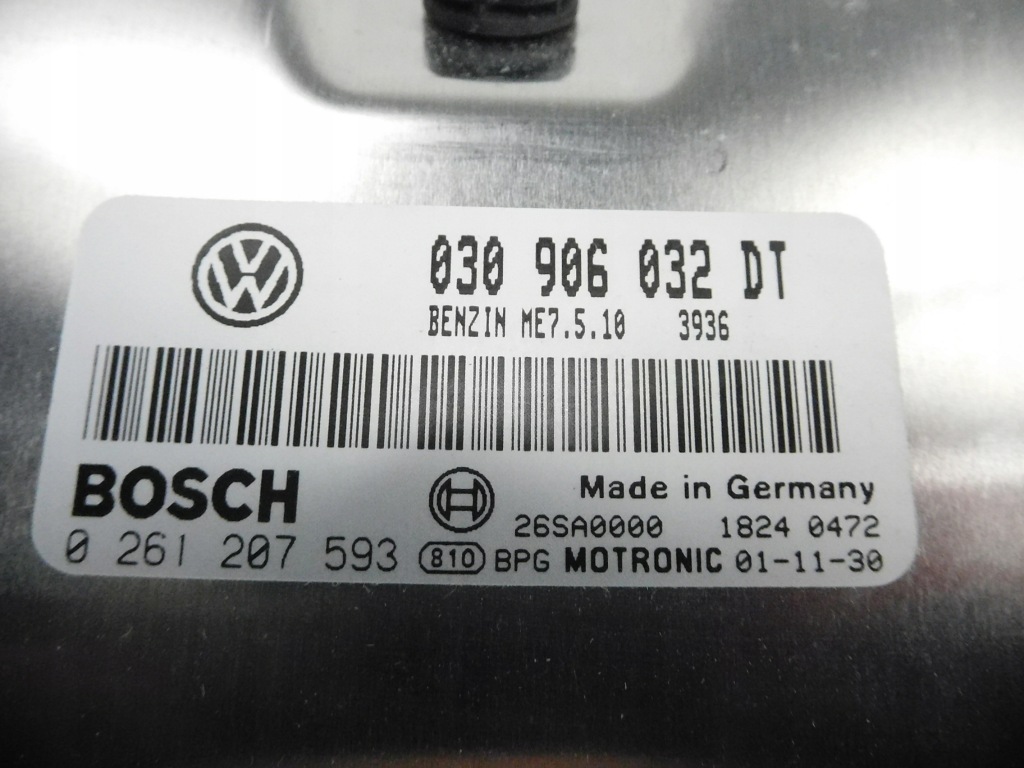 030 906 032 DT
BENZIN ME7.5.10 3936
BOSCH
Made in Germany
26SA0000 1824 0472
0 261 207 593 810 BPG MOTRONIC 01-11-30